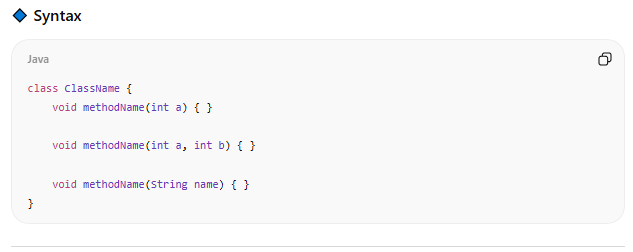 Syntax
Java
class ClassName {
    void methodName(int a) { }
    void methodName(int a, int b) { }
    void methodName(String name) { }
}